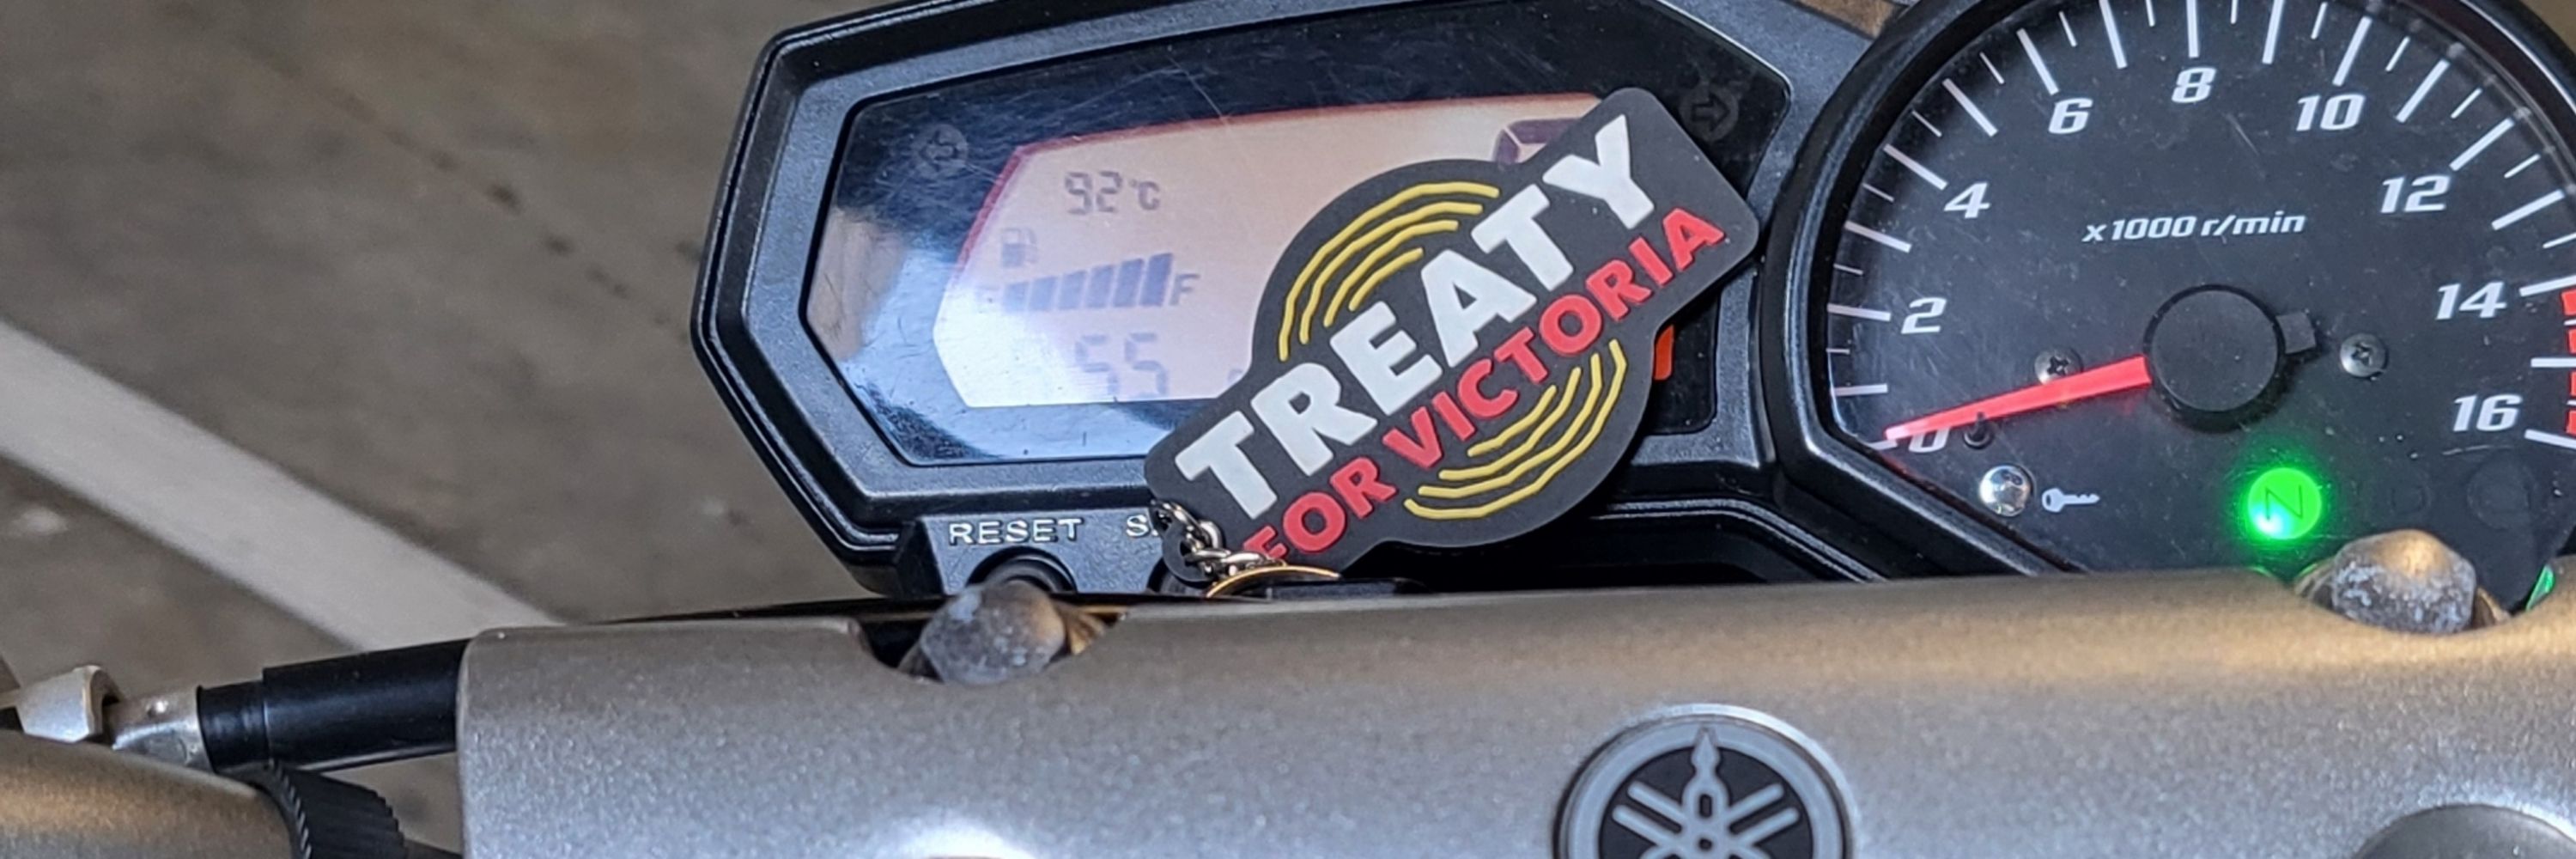 92°C
F
55
TREATY
FOR VICTORIA
RESET
0
2
4
6
8
10
12
14
16
x1000 r/min
N